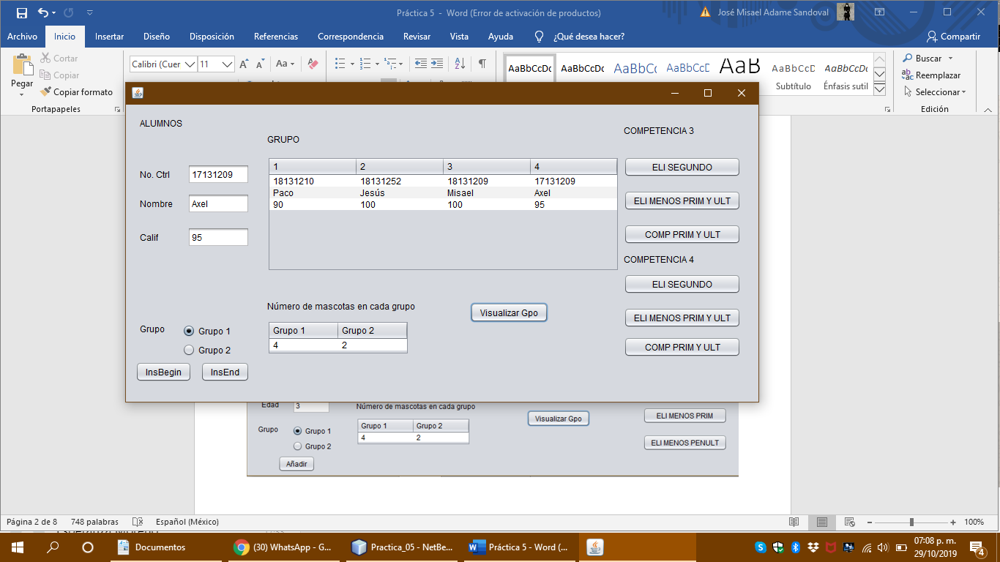 Práctica 5 - Word (Error de activación de productos)
José Misael Adame Sandoval
Archivo Inicio Insertar Diseño Disposición Referencias Correspondencia Revisar Vista Ayuda ¿Qué desea hacer? Compartir
Pegar
Cortar
Copiar
Copiar formato
Portapapeles
Calibri (Cuer 11
AaBbCcDc AaBbCcDc AaBbCc AaBbCcE AaB AaBbCcD AaBbCcDc
Subtítulo Énfasis sutil
Buscar
Reemplazar
Seleccionar
Edición
ALUMNOS
No. Ctrl 17131209
Nombre Axel
Calif 95
GRUPO
1 2 3 4
18131210 18131252 18131209 17131209
Paco Jesús Misael Axel
90 100 100 95
COMPETENCIA 3
ELI SEGUNDO
ELI MENOS PRIM Y ULT
COMP PRIM Y ULT
COMPETENCIA 4
ELI SEGUNDO
ELI MENOS PRIM Y ULT
COMP PRIM Y ULT
Número de mascotas en cada grupo
Grupo 1 Grupo 2
4 2
Visualizar Gpo
Grupo
Grupo 1
Grupo 2
InsBegin InsEnd
Edad 3
Número de mascotas en cada grupo
Grupo 1 Grupo 2
4 2
Visualizar Gpo
ELI MENOS PRIM
ELI MENOS PENULT
Grupo
Grupo 1
Grupo 2
Añadir
Página 2 de 8 748 palabras Español (México) 100%
Documentos
(30) WhatsApp - G...
Practica_05 - NetBe...
Práctica 5 - Word (...
07:08 p. m.
29/10/2019
4